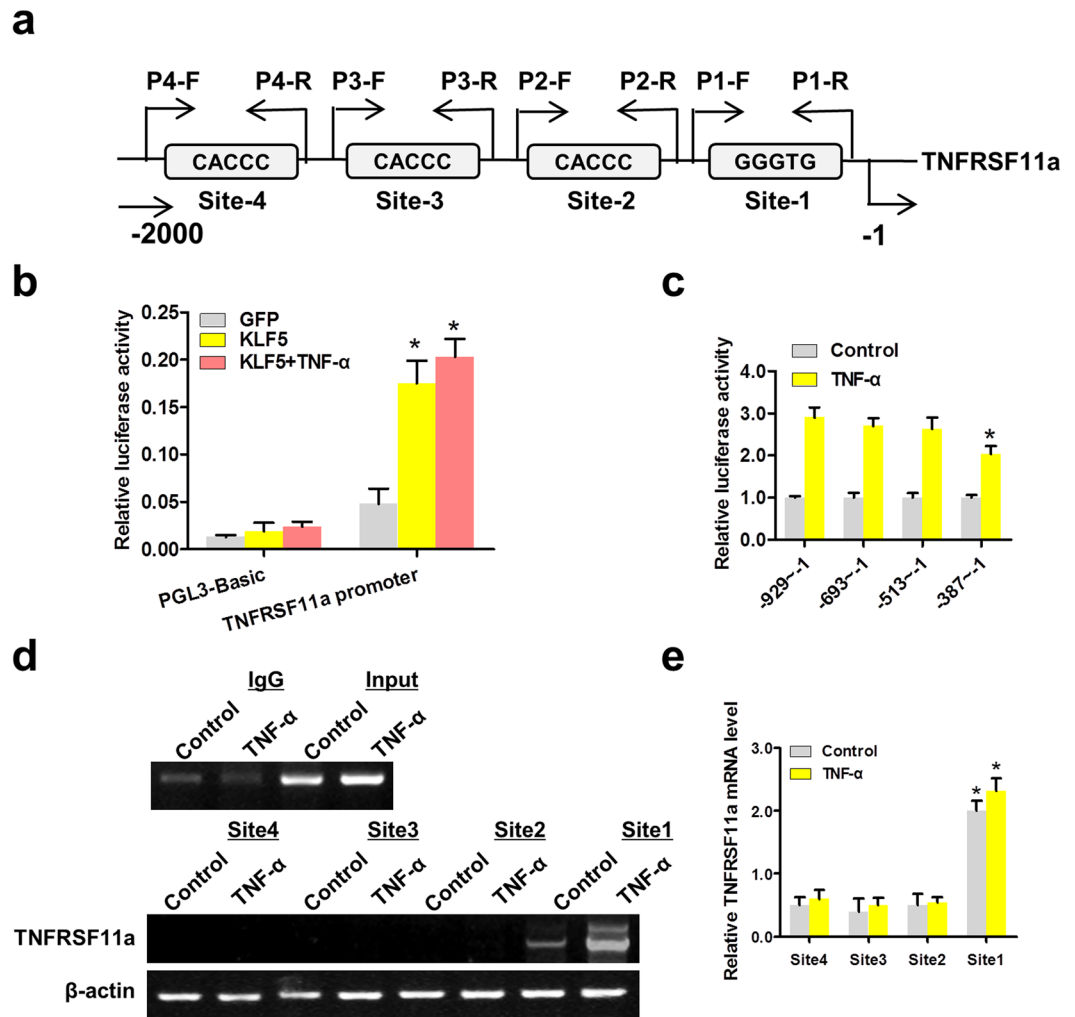 a
P4-F P4-R P3-F P3-R P2-F P2-R P1-F P1-R
CACCC CACCC CACCC GGGTG TNFRSF11a
Site-4 Site-3 Site-2 Site-1
-2000 -1
b
Relative luciferase activity
0.25
0.20
0.15
0.10
0.05
0.00
GFP
KLF5
KLF5+TNF-α
* *
PGL3-Basic TNFRSF11a promoter
c
Relative luciferase activity
4.0
3.0
2.0
1.0
0.0
Control
TNF-α
*
-929~-1 -693~-1 -513~-1 -387~-1
d
IgG Input
Control TNF-α Control TNF-α
Site4 Site3 Site2 Site1
Control TNF-α Control TNF-α Control TNF-α Control TNF-α
TNFRSF11a
β-actin
e
Relative TNFRSF11a mRNA level
3.0
2.0
1.0
0.0
Control
TNF-α
* *
Site4 Site3 Site2 Site1